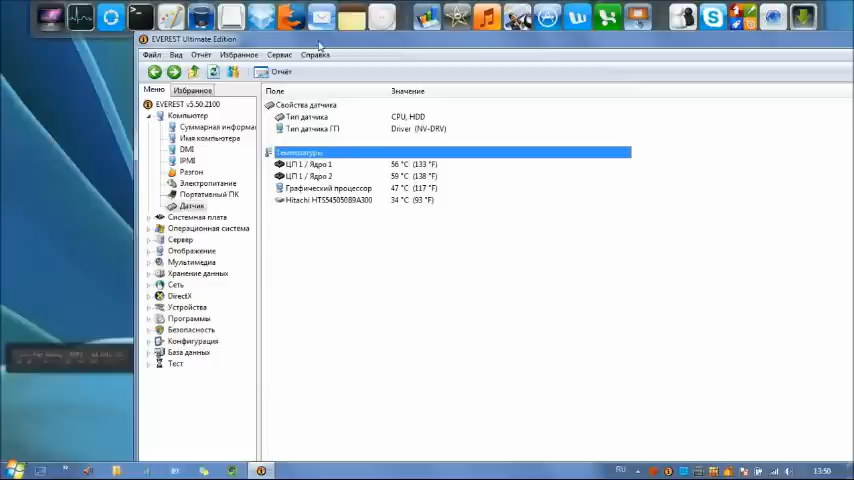 EVEREST Ultimate Edition
Файл Вид Отчёт Избранное Сервис Справка
Отчёт
Меню Избранное
EVEREST v5.50.2100
Компьютер
Суммарная информа
Имя компьютера
DMI
IPMI
Разгон
Электропитание
Портативный ПК
Датчик
Системная плата
Операционная система
Сервер
Отображение
Мультимедиа
Хранение данных
Сеть
DirectX
Устройства
Программы
Безопасность
Конфигурация
База данных
Тест
Поле Значение
Свойства датчика
Тип датчика CPU, HDD
Тип датчика ГП Driver (NV-DRV)
Температуры
ЦП 1 / Ядро 1 56 °C (133 °F)
ЦП 1 / Ядро 2 59 °C (138 °F)
Графический процессор 47 °C (117 °F)
Hitachi HTS545050B9A300 34 °C (93 °F)
RU 13:50